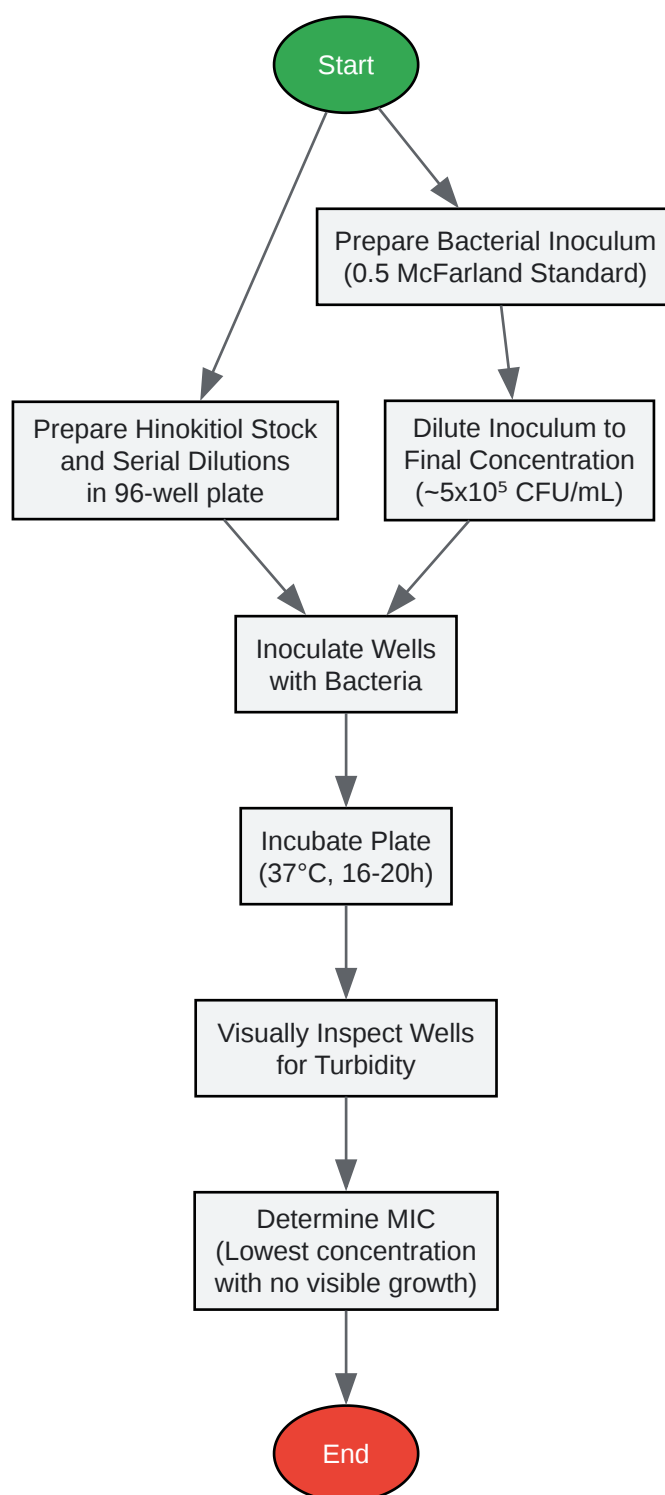 Start
Prepare Bacterial Inoculum
(0.5 McFarland Standard)
Prepare Hinokitiol Stock
and Serial Dilutions
in 96-well plate
Dilute Inoculum to
Final Concentration
(~5x10⁵ CFU/mL)
Inoculate Wells
with Bacteria
Incubate Plate
(37°C, 16-20h)
Visually Inspect Wells
for Turbidity
Determine MIC
(Lowest concentration
with no visible growth)
End